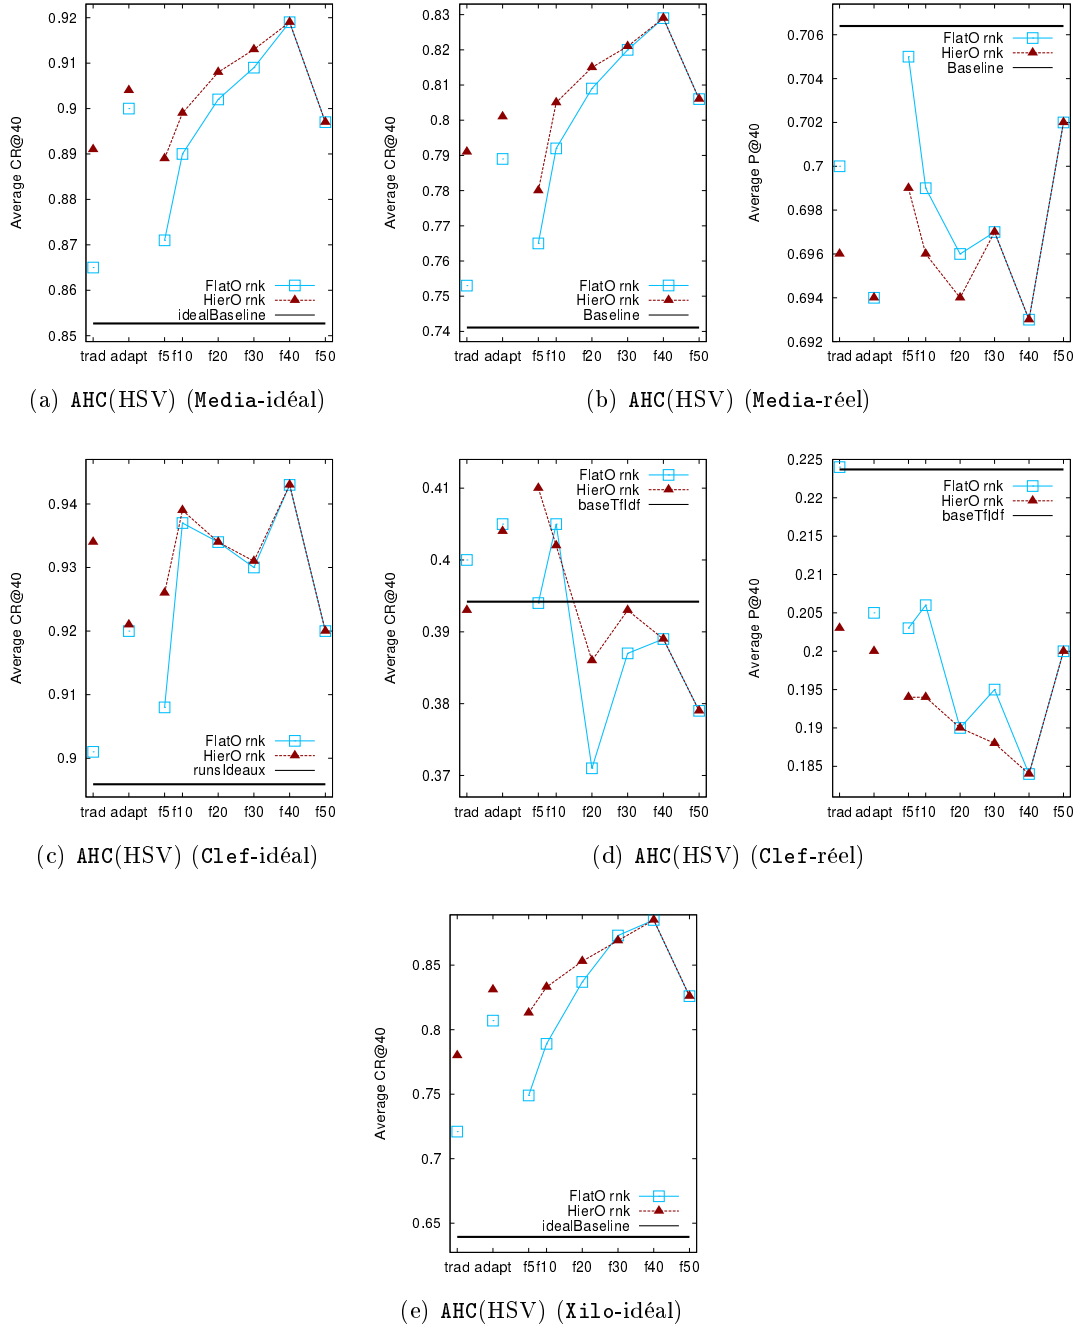 0.92
0.91
0.9
0.89
0.88
0.87
0.86
0.85
Average CR@40
FlatO rnk
HierO rnk
idealBaseline
trad adapt f5 f10 f20 f30 f40 f50
0.83
0.82
0.81
0.8
0.79
0.78
0.77
0.76
0.75
0.74
Average CR@40
FlatO rnk
HierO rnk
Baseline
trad adapt f5 f10 f20 f30 f40 f50
0.706
0.704
0.702
0.7
0.698
0.696
0.694
0.692
Average P@40
FlatO rnk
HierO rnk
Baseline
trad adapt f5 f10 f20 f30 f40 f50
(a) AHC(HSV) (Media-idéal)
(b) AHC(HSV) (Media-réel)
0.94
0.93
0.92
0.91
0.9
Average CR@40
FlatO rnk
HierO rnk
runsIdeaux
trad adapt f5 f10 f20 f30 f40 f50
0.41
0.4
0.39
0.38
0.37
Average CR@40
FlatO rnk
HierO rnk
baseTfIdf
trad adapt f5 f10 f20 f30 f40 f50
0.225
0.22
0.215
0.21
0.205
0.2
0.195
0.19
0.185
Average P@40
FlatO rnk
HierO rnk
baseTfIdf
trad adapt f5 f10 f20 f30 f40 f50
(c) AHC(HSV) (Clef-idéal)
(d) AHC(HSV) (Clef-réel)
0.85
0.8
0.75
0.7
0.65
Average CR@40
FlatO rnk
HierO rnk
idealBaseline
trad adapt f5 f10 f20 f30 f40 f50
(e) AHC(HSV) (Xilo-idéal)